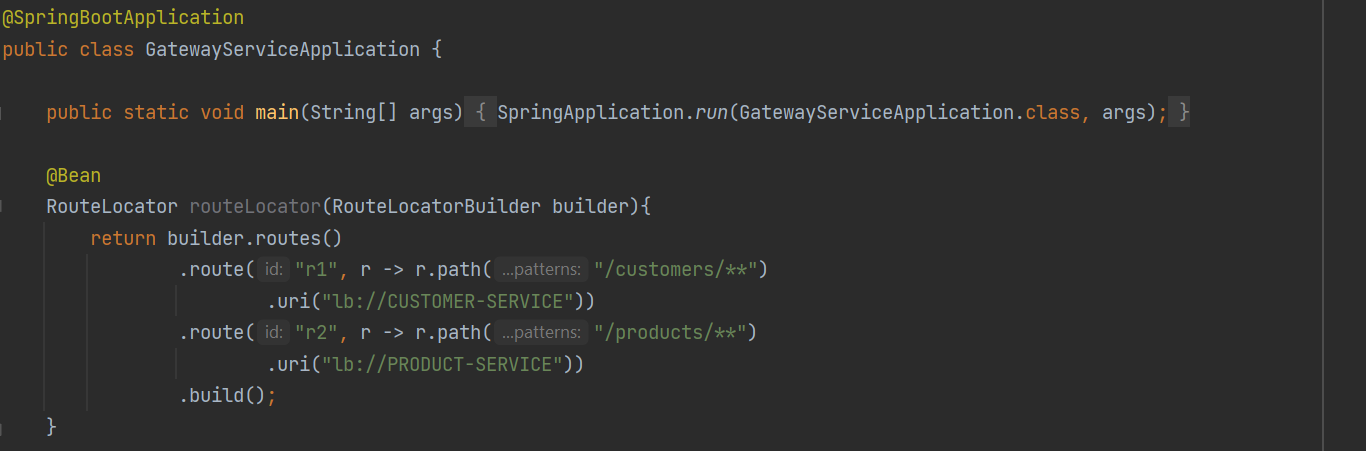 @SpringBootApplication
public class GatewayServiceApplication {
public static void main(String[] args) { SpringApplication.run(GatewayServiceApplication.class, args); }
@Bean
RouteLocator routeLocator(RouteLocatorBuilder builder){
return builder.routes()
.route( id: "r1", r -> r.path( ...patterns: "/customers/**")
.uri("lb://CUSTOMER-SERVICE"))
.route( id: "r2", r -> r.path( ...patterns: "/products/**")
.uri("lb://PRODUCT-SERVICE"))
.build();
}